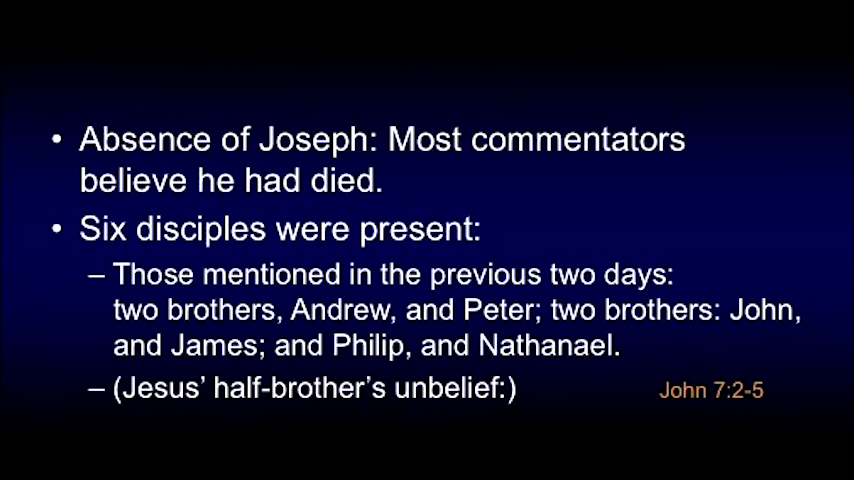 • Absence of Joseph: Most commentators
believe he had died.
• Six disciples were present:
– Those mentioned in the previous two days:
two brothers, Andrew, and Peter; two brothers: John,
and James; and Philip, and Nathanael.
– (Jesus’ half-brother’s unbelief:) John 7:2-5